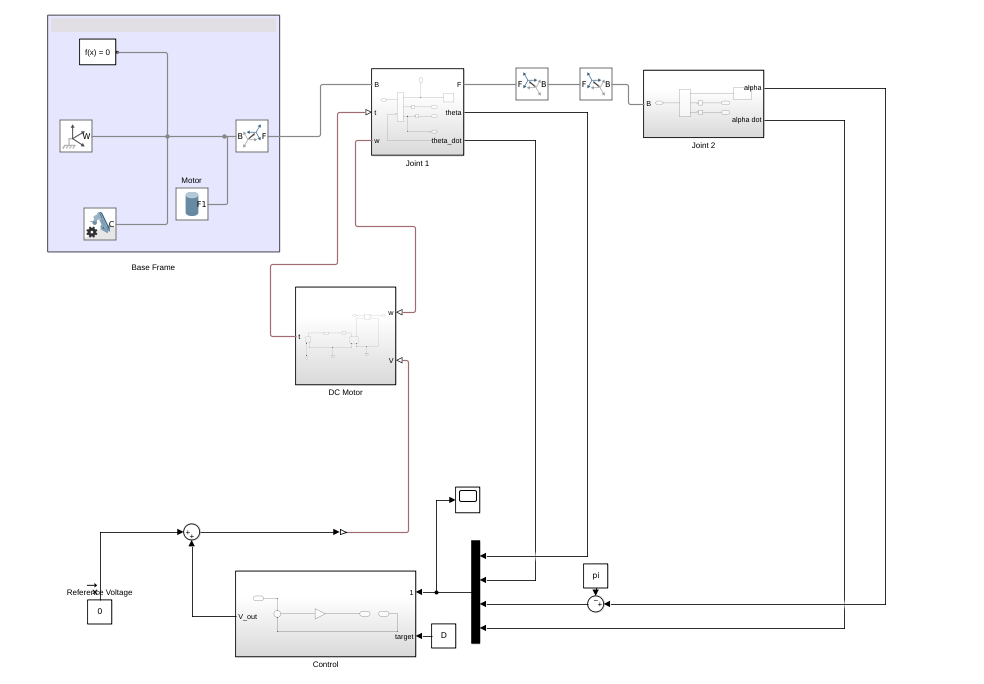 f(x) = 0
W
B
F
Motor
F1
C
Base Frame
B
t
w
F
theta
theta_dot
Joint 1
F
B
F
B
B
alpha
alpha dot
Joint 2
t
w
V
DC Motor
+
+
Reference Voltage
0
V_out
1
target
Control
D
pi
−
+